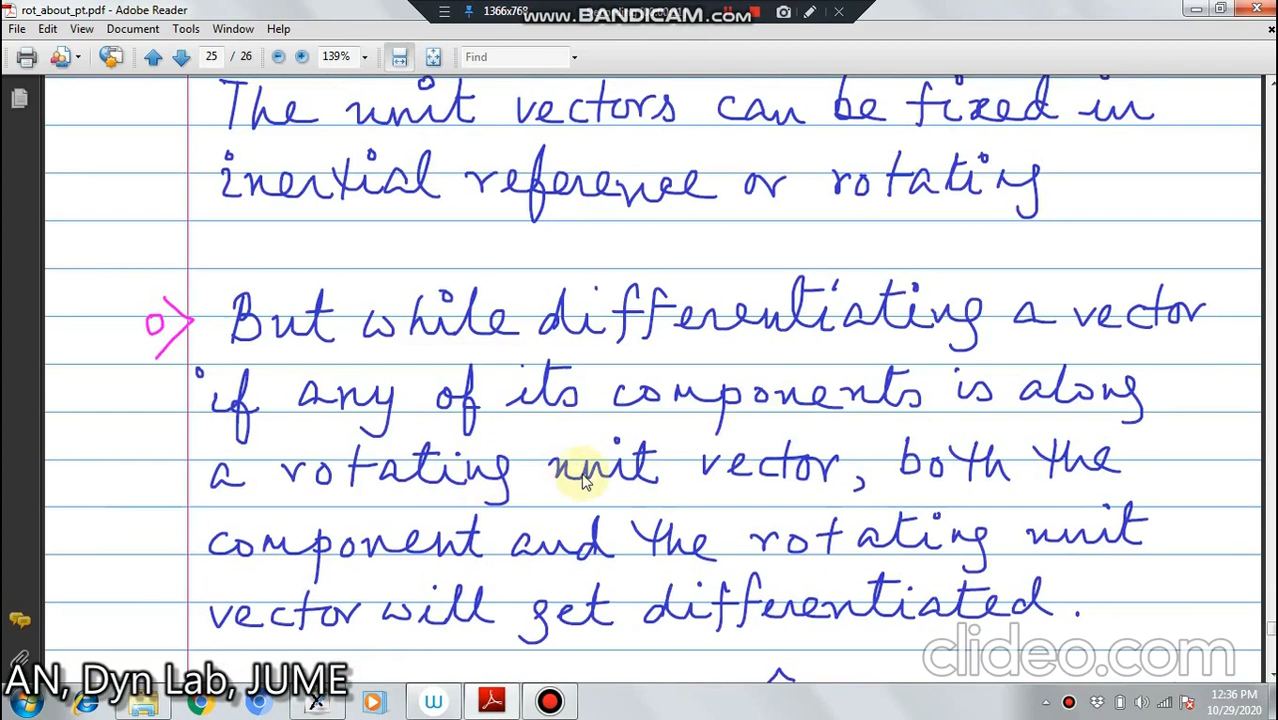 rot_about_pt.pdf - Adobe Reader
1366x768
www.BANDICAM.com
File Edit View Document Tools Window Help
25 / 26 139% Find
The unit vectors can be fixed in
inertial reference or rotating
But while differentiating a vector
if any of its components is along
a rotating unit vector, both the
component and the rotating unit
vector will get differentiated.
clideo.com
AN, Dyn Lab, JUME
12:36 PM
10/29/2020